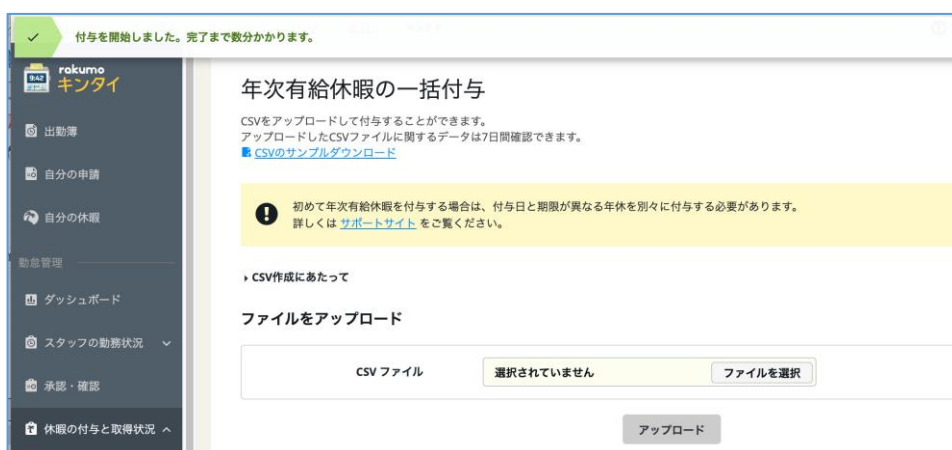 付与を開始しました。完了まで数分かかります。
9:42
rakumo
キンタイ
出勤簿
自分の申請
自分の休暇
勤怠管理
ダッシュボード
スタッフの勤務状況
承認・確認
休暇の付与と取得状況
年次有給休暇の一括付与
CSVをアップロードして付与することができます。
アップロードしたCSVファイルに関するデータは7日間確認できます。
CSVのサンプルダウンロード
初めて年次有給休暇を付与する場合は、付与日と期限が異なる年休を別々に付与する必要があります。
詳しくは サポートサイト をご覧ください。
CSV作成にあたって
ファイルをアップロード
CSV ファイル 選択されていません ファイルを選択
アップロード